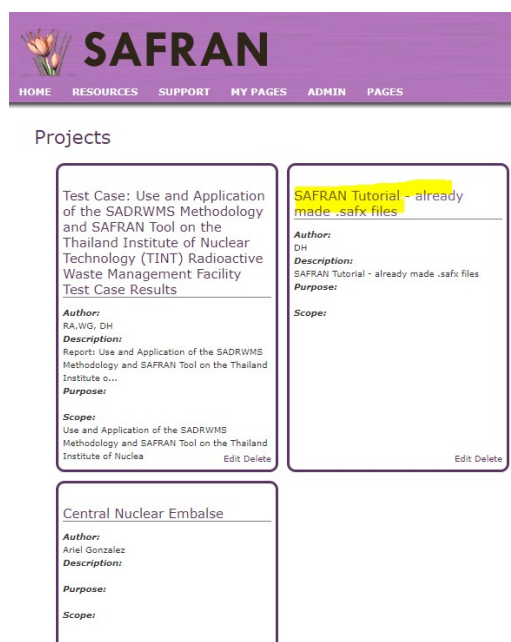 SAFRAN
HOME RESOURCES SUPPORT MY PAGES ADMIN PAGES
Projects
Test Case: Use and Application
of the SADRWMS Methodology
and SAFRAN Tool on the
Thailand Institute of Nuclear
Technology (TINT) Radioactive
Waste Management Facility
Test Case Results
Author:
RA,WG, DH
Description:
Report: Use and Application of the SADRWMS
Methodology and SAFRAN Tool on the Thailand
Institute o...
Purpose:
Scope:
Use and Application of the SADRWMS
Methodology and SAFRAN Tool on the Thailand
Institute of Nuclea
Edit Delete
SAFRAN Tutorial - already
made .safx files
Author:
DH
Description:
SAFRAN Tutorial - already made .safx files
Purpose:
Scope:
Edit Delete
Central Nuclear Embalse
Author:
Ariel Gonzalez
Description:
Purpose:
Scope: